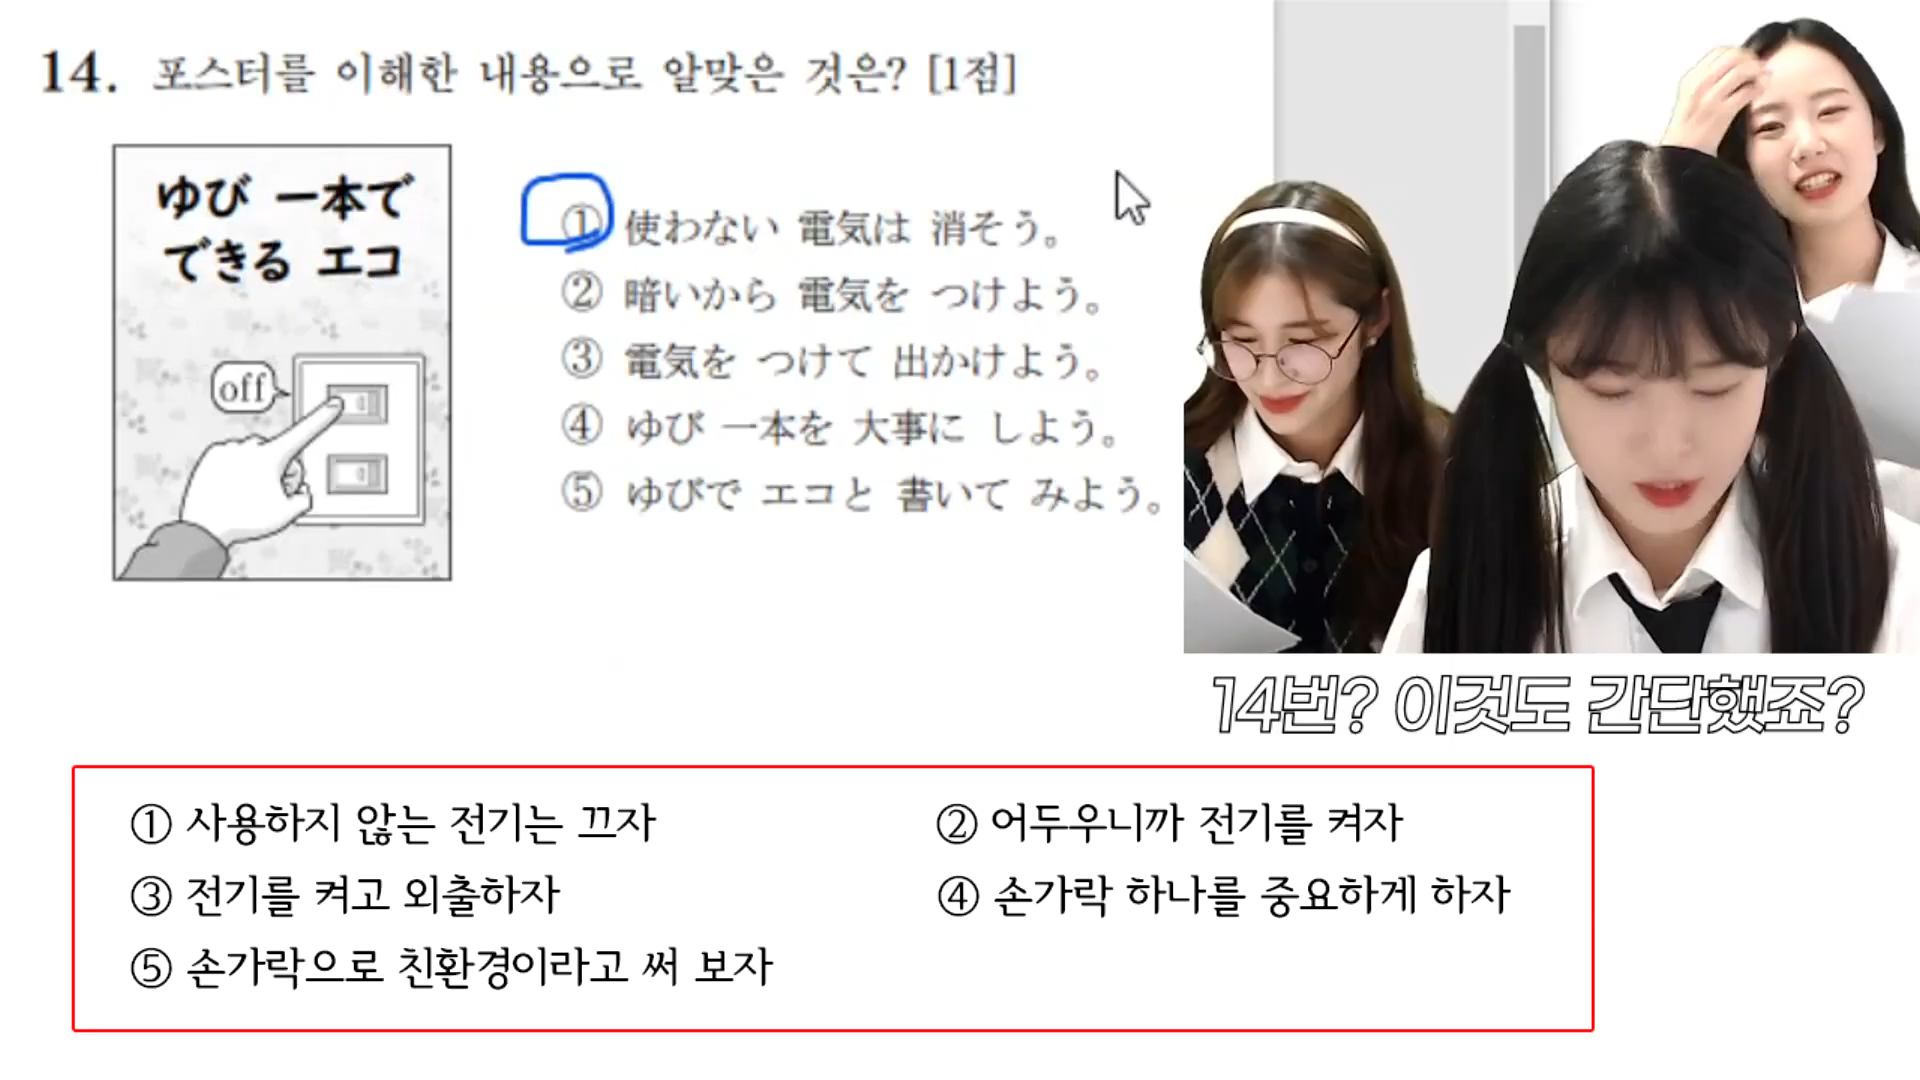 14. 포스터를 이해한 내용으로 알맞은 것은? [1점]
ゆび 一本で
できる エコ
off
① 使わない 電気は 消そう。
② 暗いから 電気を つけよう。
③ 電気を つけて 出かけよう。
④ ゆび 一本を 大事に しよう。
⑤ ゆびで エコと 書いて みよう。
14번? 이것도 간단했죠?
① 사용하지 않는 전기는 끄자
② 어두우니까 전기를 켜자
③ 전기를 켜고 외출하자
④ 손가락 하나를 중요하게 하자
⑤ 손가락으로 친환경이라고 써 보자